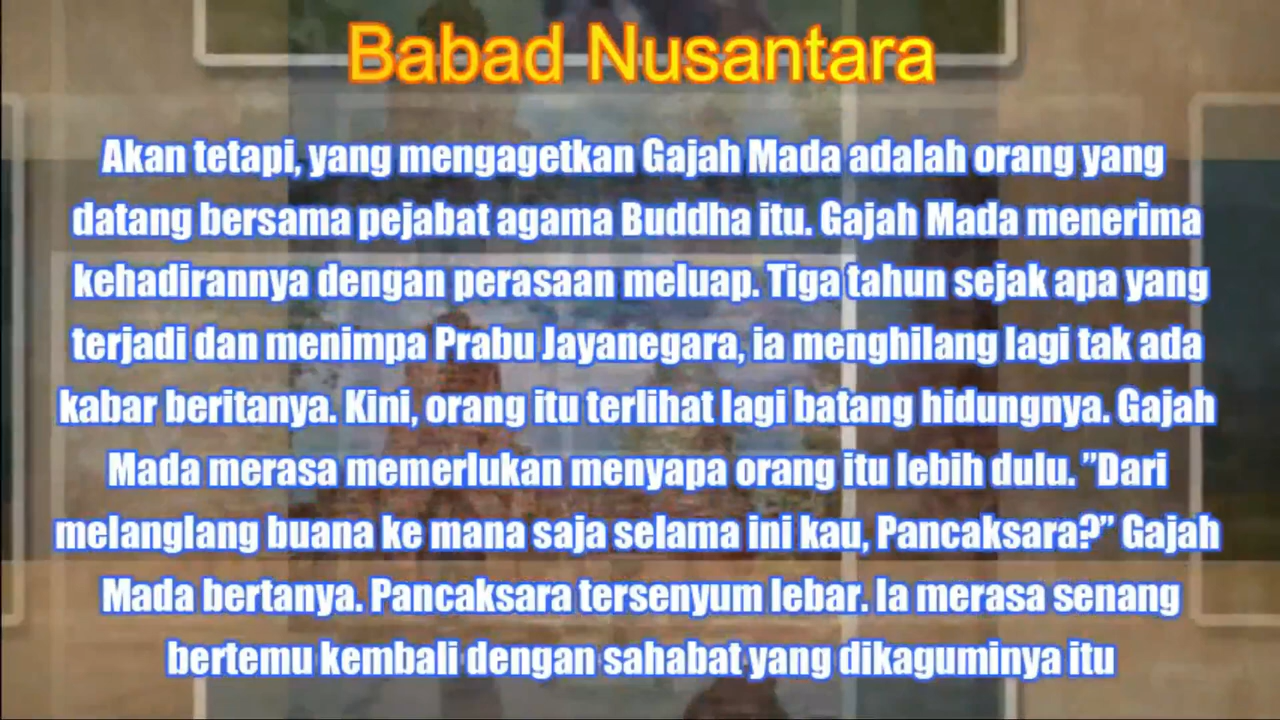 Babad Nusantara
Akan tetapi, yang mengagetkan Gajah Mada adalah orang yang
datang bersama pejabat agama Buddha itu. Gajah Mada menerima
kehadirannya dengan perasaan meluap. Tiga tahun sejak apa yang
terjadi dan menimpa Prabu Jayanegara, ia menghilang lagi tak ada
kabar beritanya. Kini, orang itu terlihat lagi batang hidungnya. Gajah
Mada merasa memerlukan menyapa orang itu lebih dulu. ”Dari
melanglang buana ke mana saja selama ini kau, Pancaksara?” Gajah
Mada bertanya. Pancaksara tersenyum lebar. Ia merasa senang
bertemu kembali dengan sahabat yang dikaguminya itu